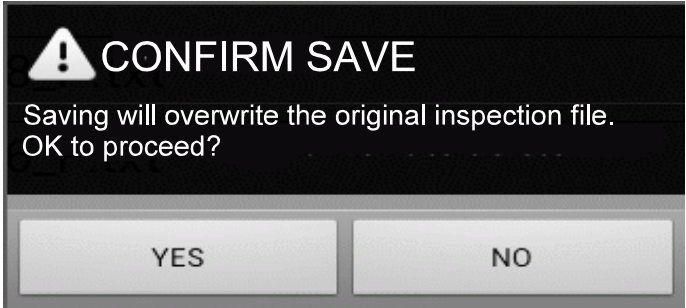 CONFIRM SAVE
Saving will overwrite the original inspection file.
OK to proceed?
YES
NO